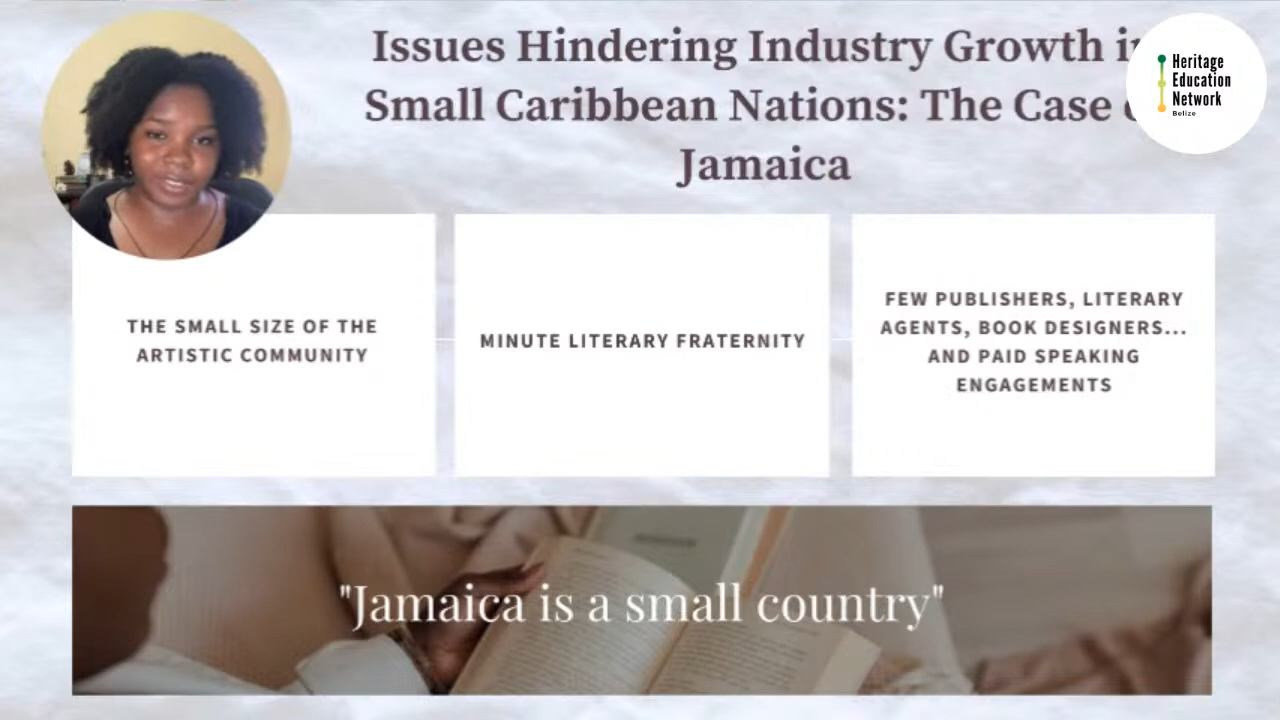 Issues Hindering Industry Growth
Small Caribbean Nations: The Case
Jamaica
Heritage
Education
Network
Belize
THE SMALL SIZE OF THE
ARTISTIC COMMUNITY
MINUTE LITERARY FRATERNITY
FEW PUBLISHERS, LITERARY
AGENTS, BOOK DESIGNERS...
AND PAID SPEAKING
ENGAGEMENTS
"Jamaica is a small country"